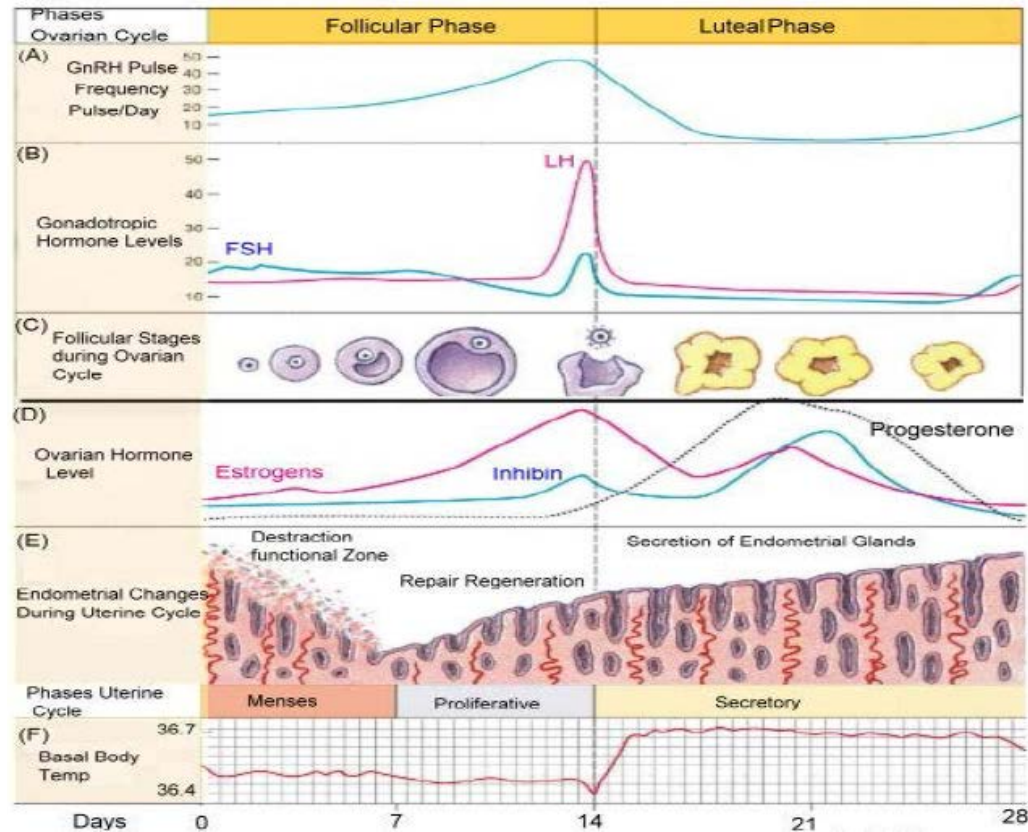 Phases
Ovarian Cycle
Follicular Phase
Luteal Phase
(A)
GnRH Pulse
Frequency
Pulse/Day
50
40
30
20
10
(B)
Gonadotropic
Hormone Levels
50
40
30
20
10
LH
FSH
(C)
Follicular Stages
during Ovarian
Cycle
(D)
Ovarian Hormone
Level
Estrogens
Inhibin
Progesterone
(E)
Endometrial Changes
During Uterine Cycle
Destraction
functional Zone
Repair Regeneration
Secretion of Endometrial Glands
Phases Uterine
Cycle
Menses
Proliferative
Secretory
(F)
Basal Body
Temp
36.7
36.4
Days
0
7
14
21
28